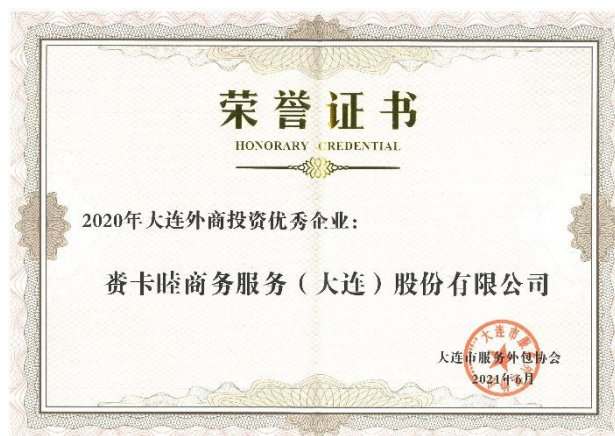 荣誉证书
HONORARY CREDENTIAL
2020年大连外商投资优秀企业：
赉卡睦商务服务（大连）股份有限公司
大连市服务外包协会
2021年6月